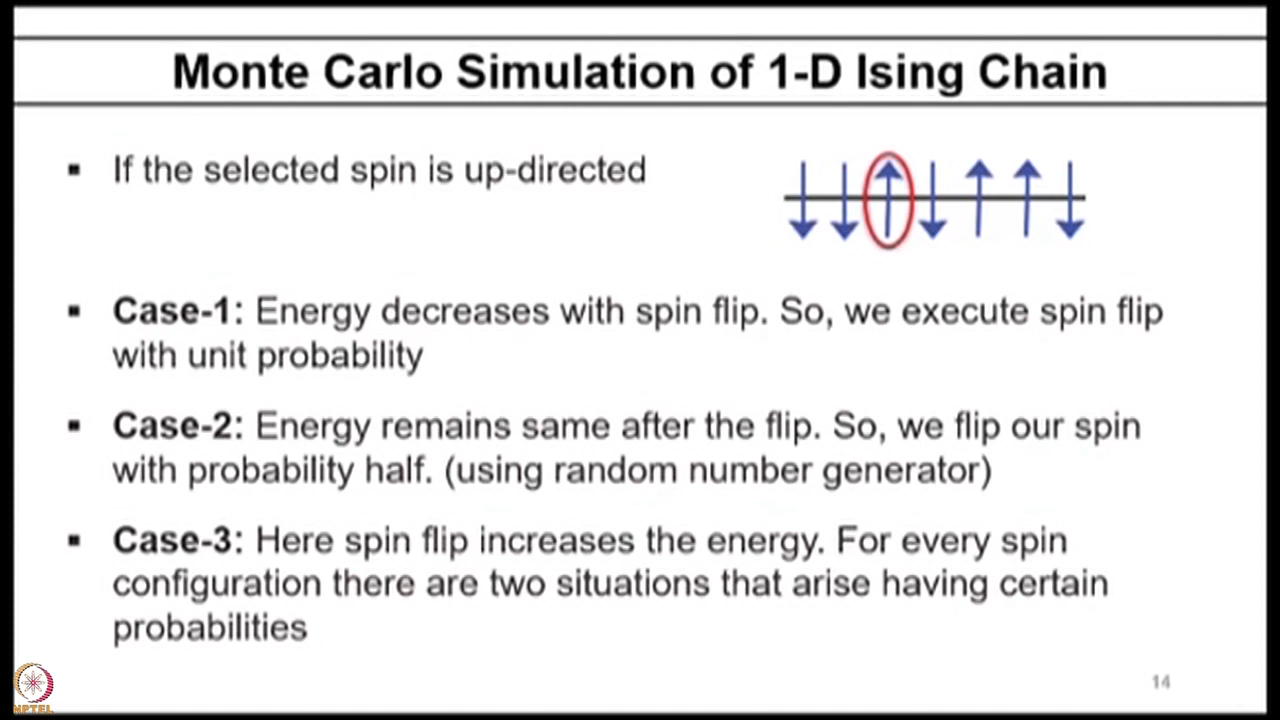 Monte Carlo Simulation of 1-D Ising Chain
▪ If the selected spin is up-directed
▪ Case-1: Energy decreases with spin flip. So, we execute spin flip
with unit probability
▪ Case-2: Energy remains same after the flip. So, we flip our spin
with probability half. (using random number generator)
▪ Case-3: Here spin flip increases the energy. For every spin
configuration there are two situations that arise having certain
probabilities
14
NPTEL